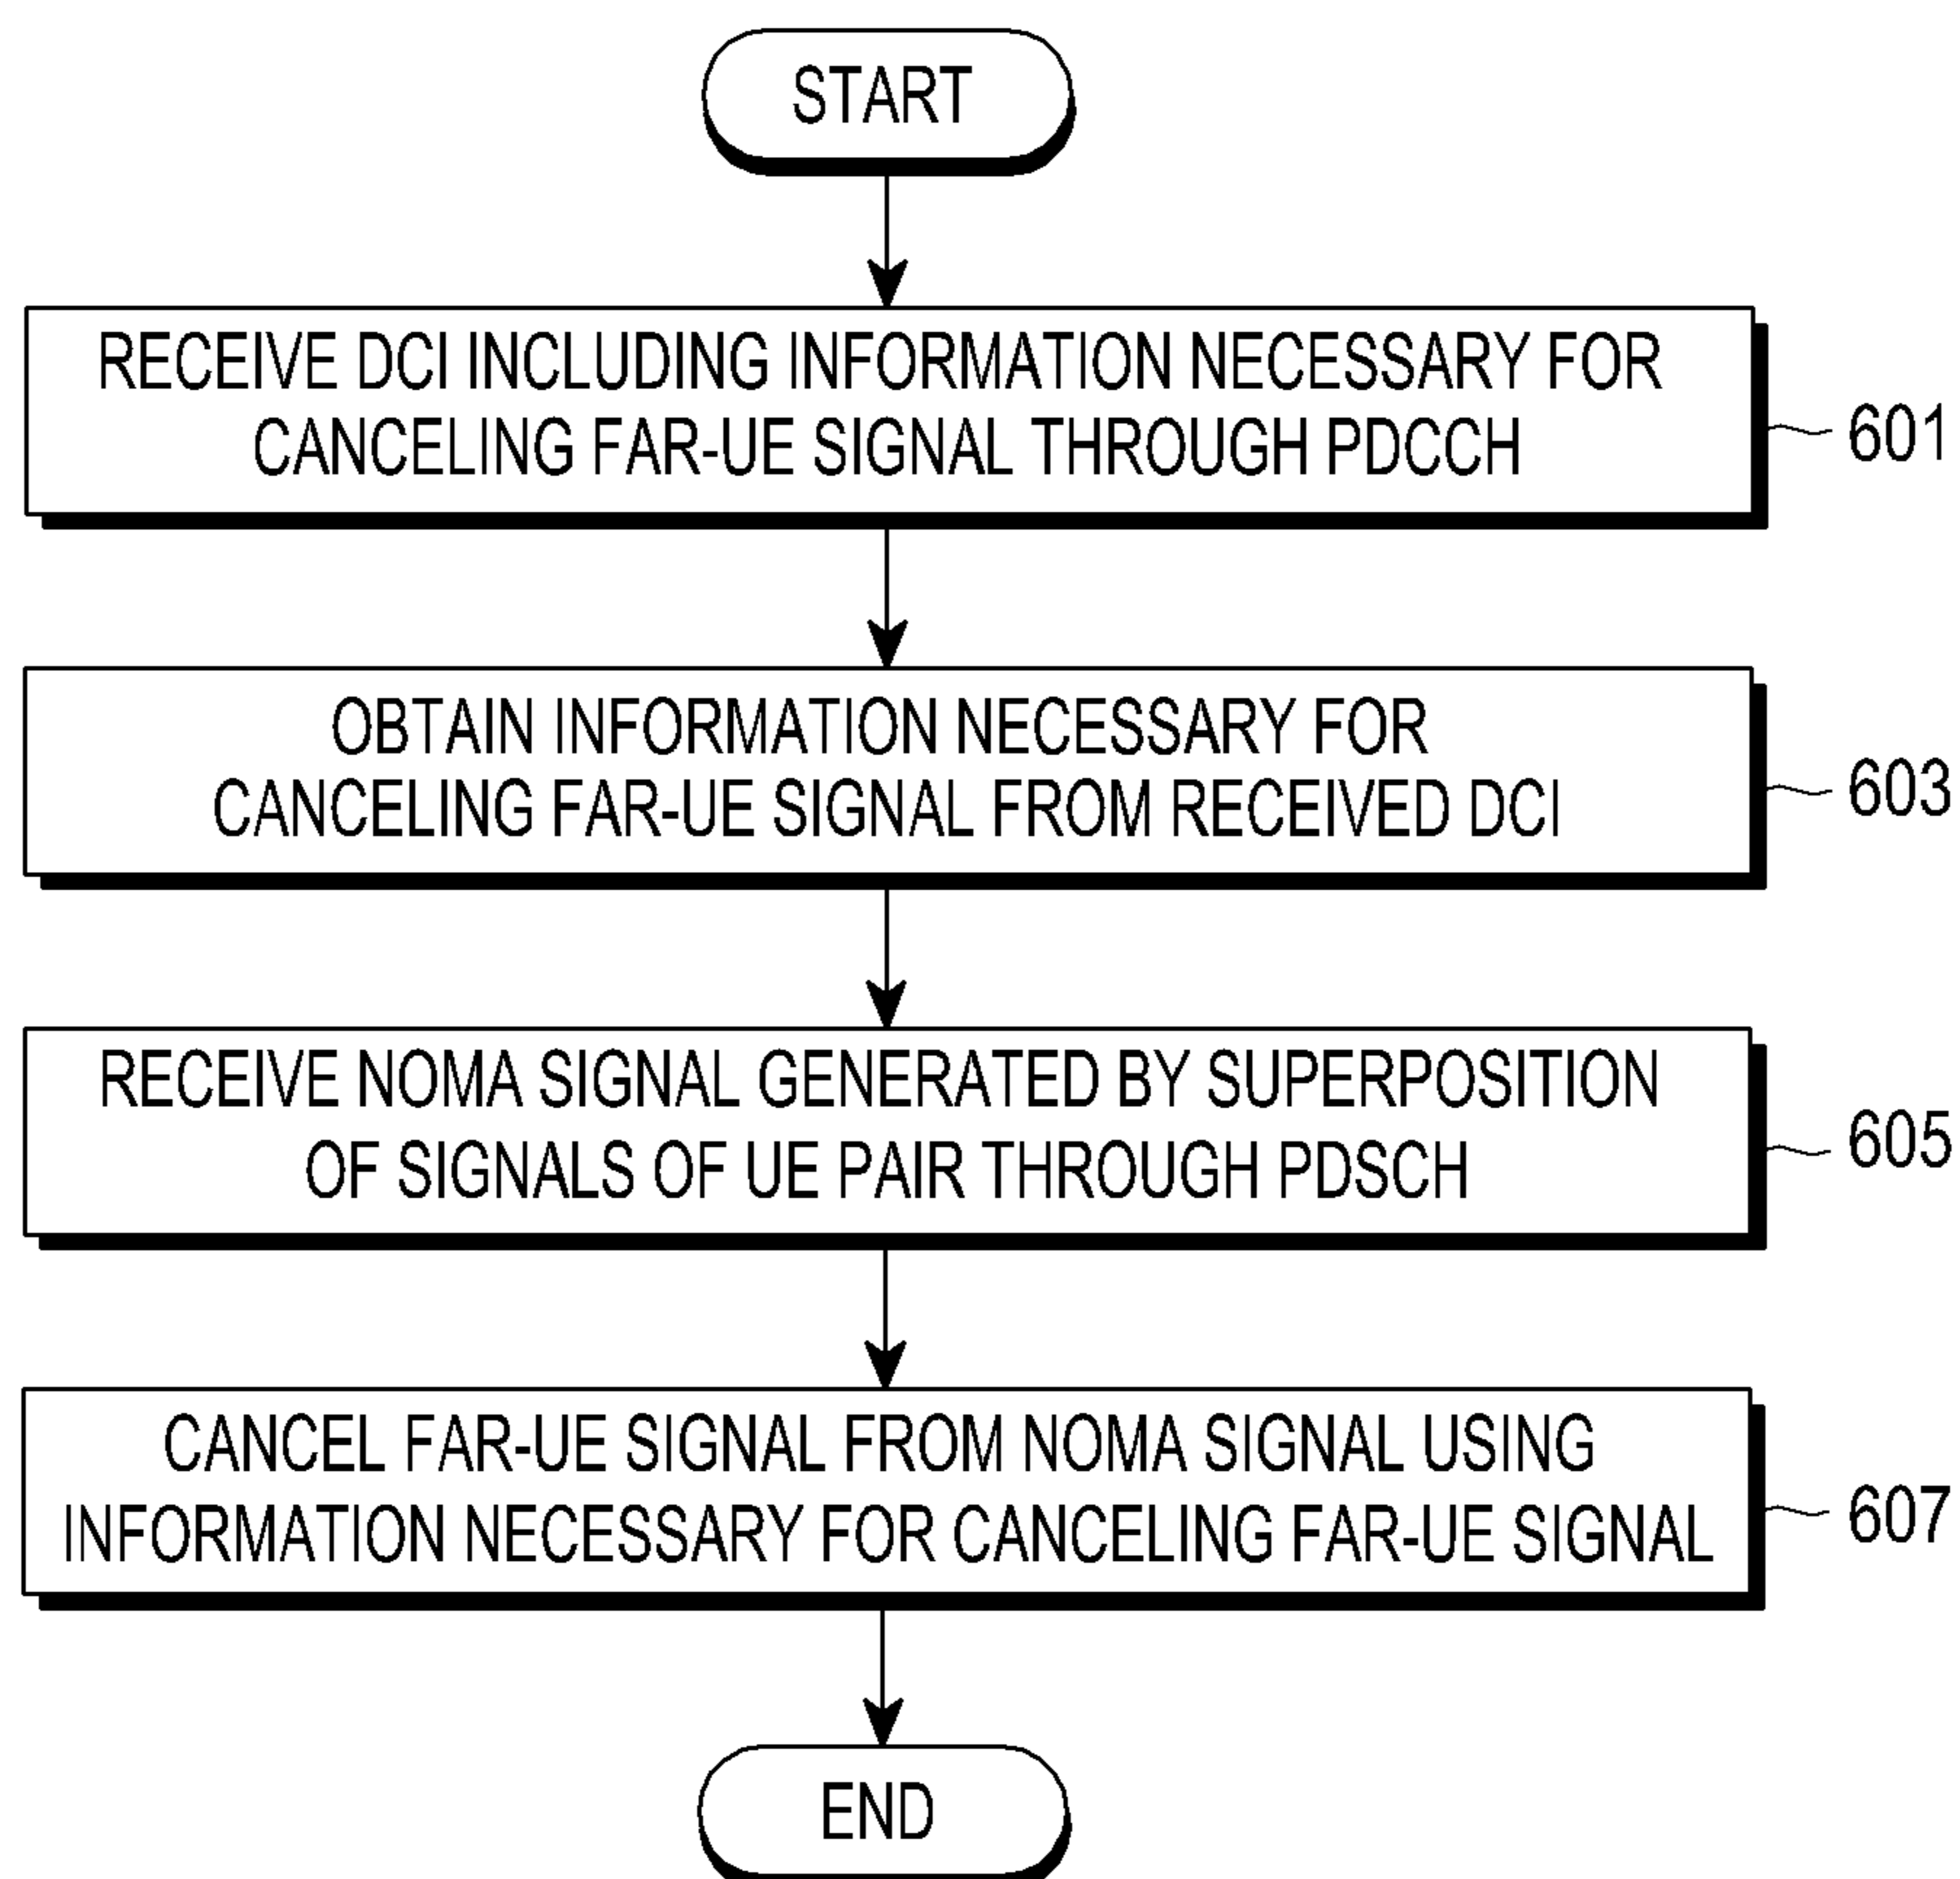 START
RECEIVE DCI INCLUDING INFORMATION NECESSARY FOR
CANCELING FAR-UE SIGNAL THROUGH PDCCH
601
OBTAIN INFORMATION NECESSARY FOR
CANCELING FAR-UE SIGNAL FROM RECEIVED DCI
603
RECEIVE NOMA SIGNAL GENERATED BY SUPERPOSITION
OF SIGNALS OF UE PAIR THROUGH PDSCH
605
CANCEL FAR-UE SIGNAL FROM NOMA SIGNAL USING
INFORMATION NECESSARY FOR CANCELING FAR-UE SIGNAL
607
END